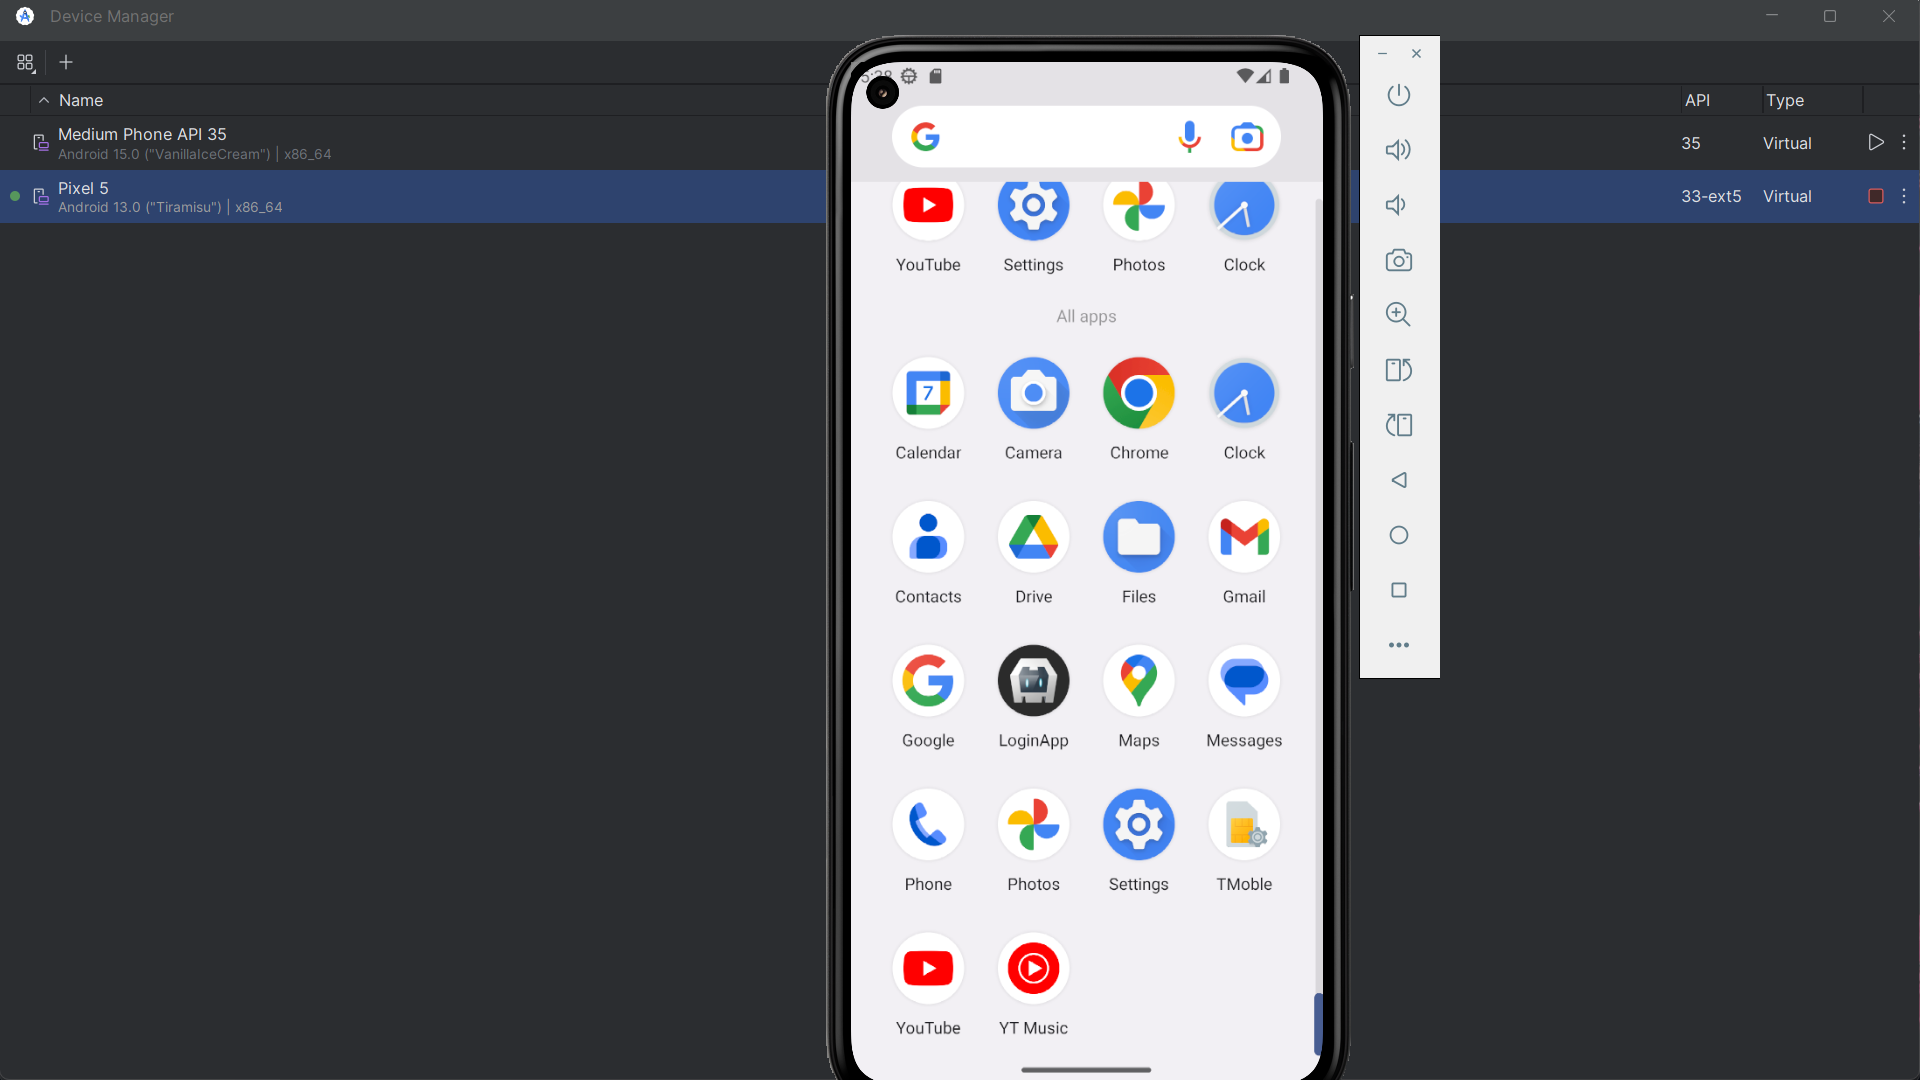 Device Manager
Name
API
Type
Medium Phone API 35
Android 15.0 ("VanillaIceCream") | x86_64
35
Virtual
Pixel 5
Android 13.0 ("Tiramisu") | x86_64
33-ext5
Virtual
YouTube
Settings
Photos
Clock
All apps
7
Calendar
Camera
Chrome
Clock
Contacts
Drive
Files
Gmail
Google
LoginApp
Maps
Messages
Phone
Photos
Settings
TMoble
YouTube
YT Music